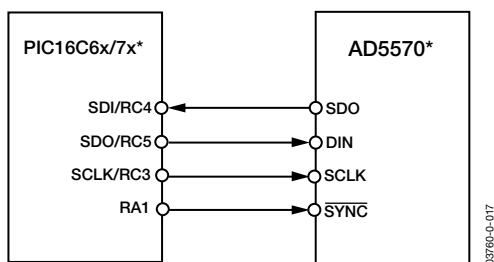 PIC16C6x/7x* AD5570*
SDI/RC4 SDO
SDO/RC5 DIN
SCLK/RC3 SCLK
RA1 SYNC
03760-0-017